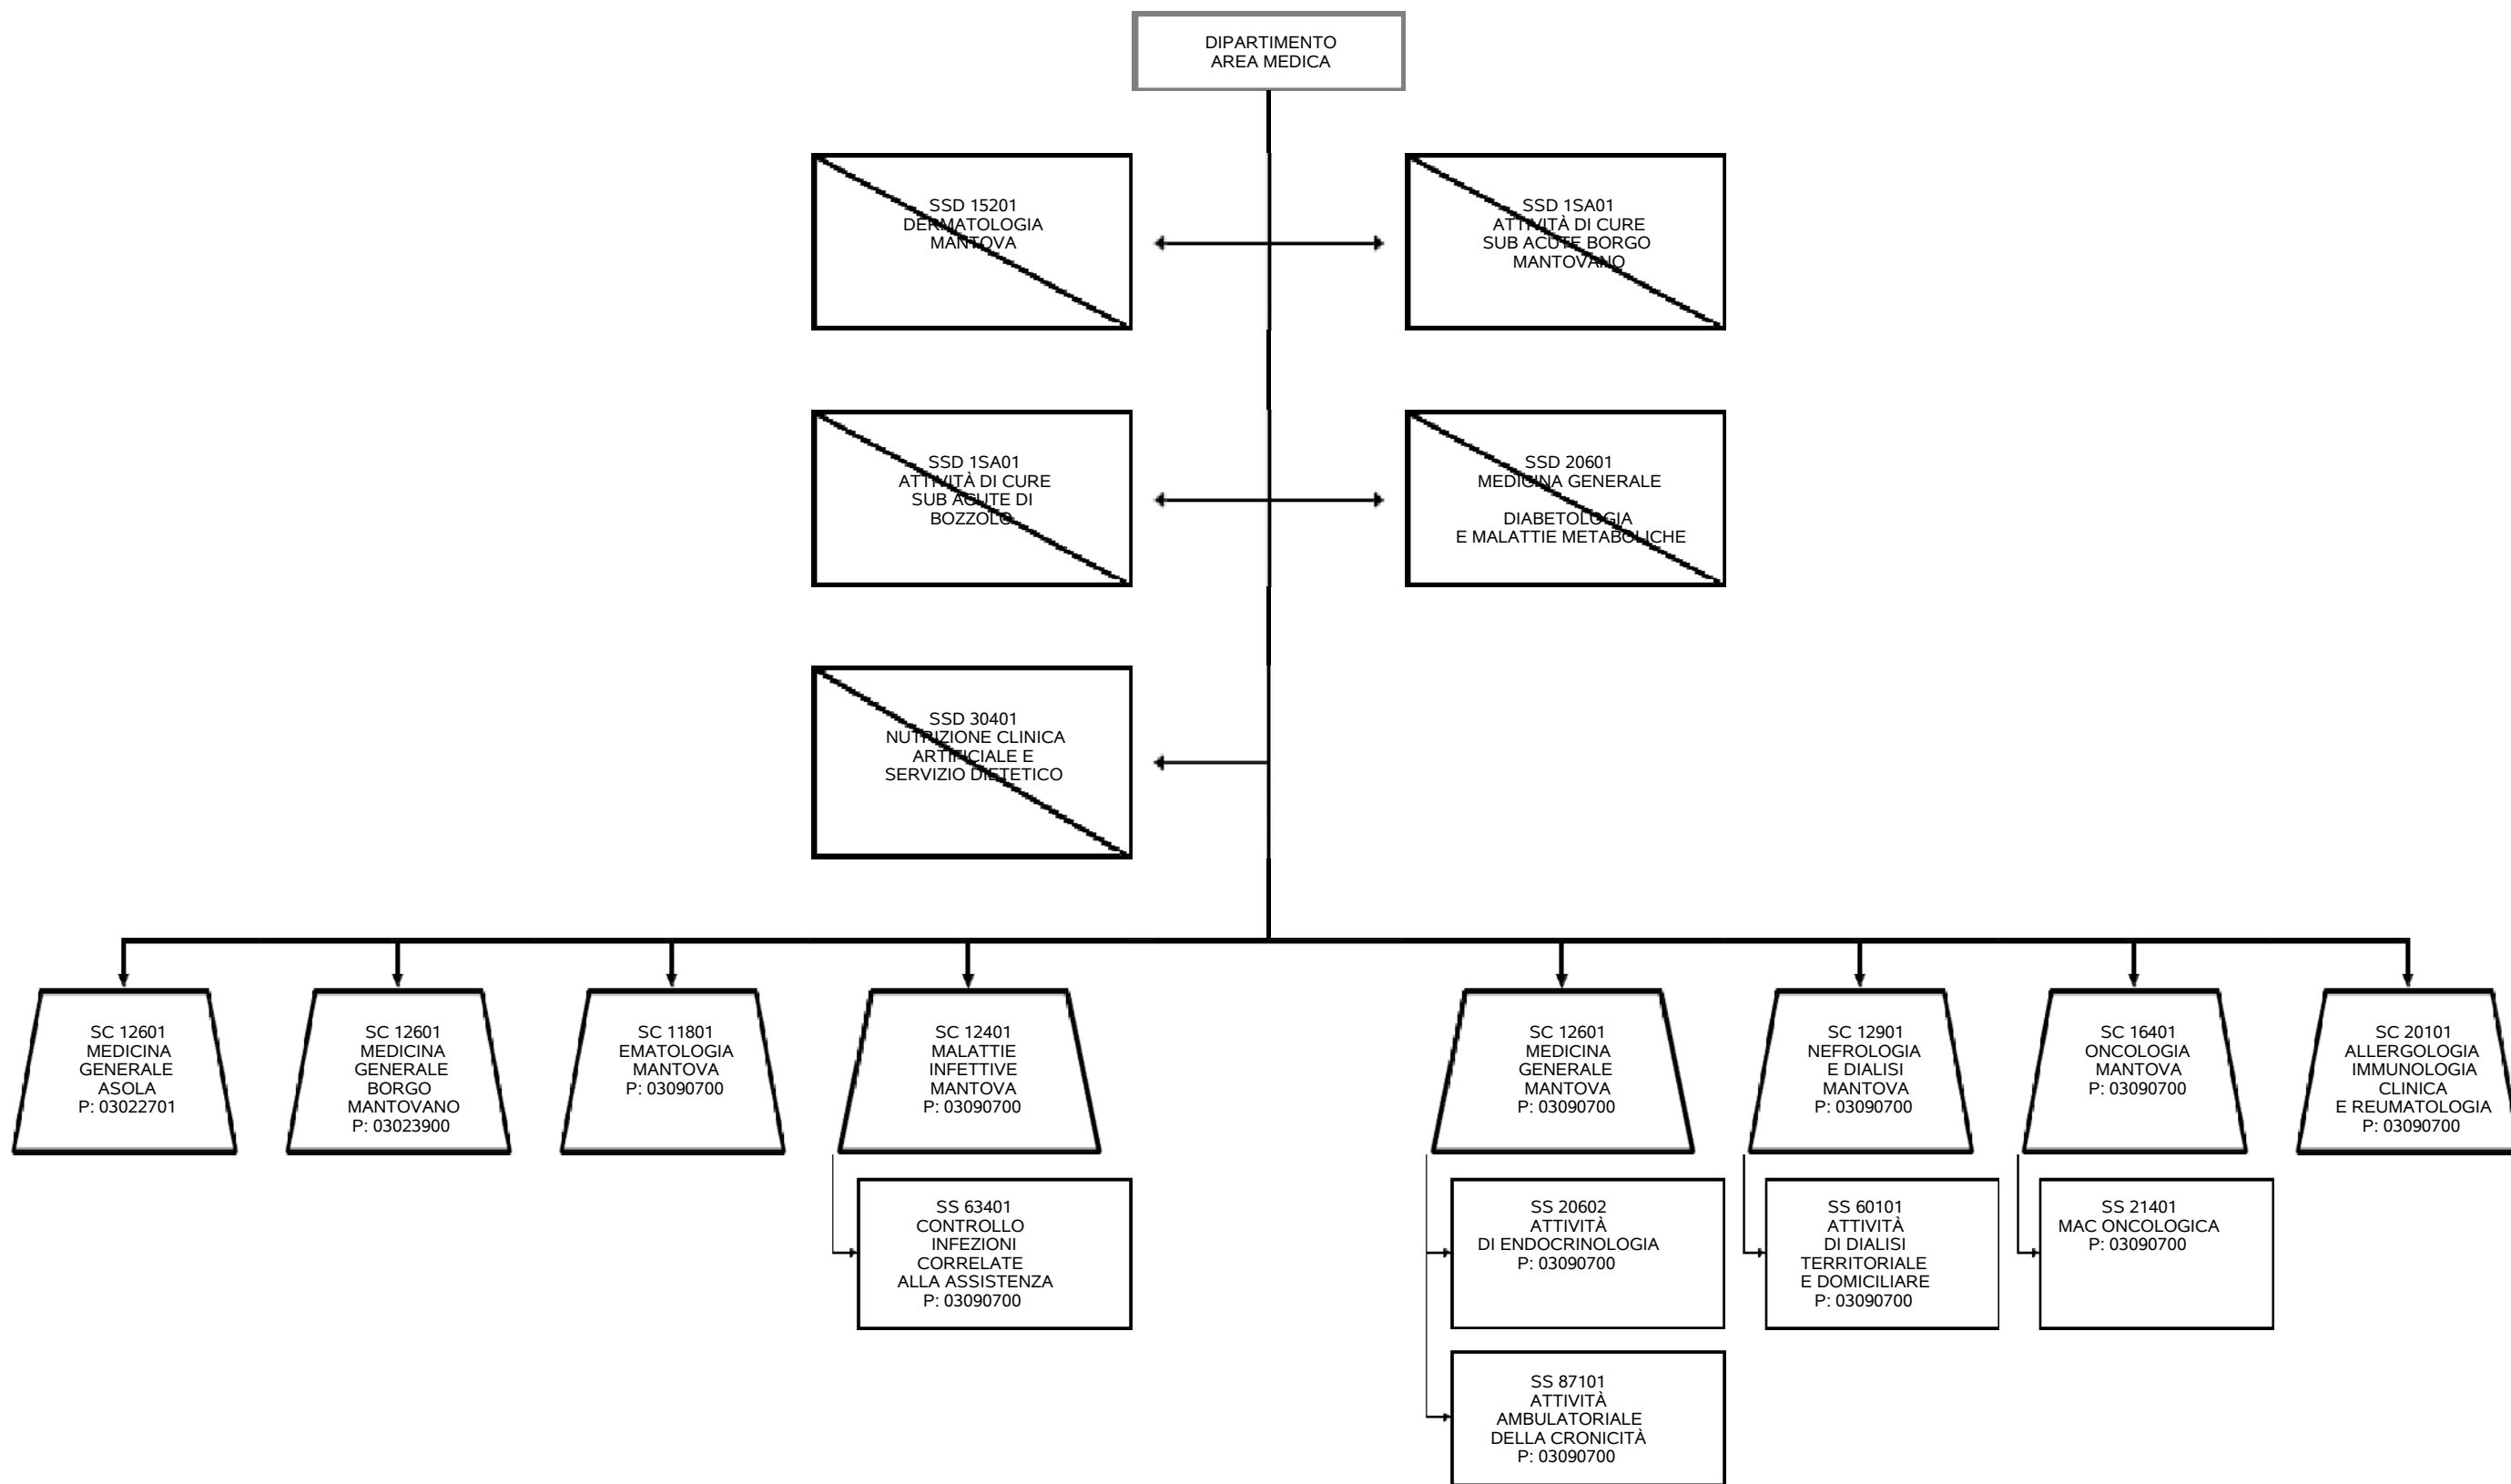 DIPARTIMENTO
AREA MEDICA
SSD 15201
DERMATOLOGIA
MANTOVA
SSD 1SA01
ATTIVITÀ DI CURE
SUB ACUTE BORGO
MANTOVANO
SSD 1SA01
ATTIVITÀ DI CURE
SUB ACUTE DI
BOZZOLO
SSD 20601
MEDICINA GENERALE
DIABETOLOGIA
E MALATTIE METABOLICHE
SSD 30401
NUTRIZIONE CLINICA
ARTIFICIALE E
SERVIZIO DIETETICO
SC 12601
MEDICINA
GENERALE
ASOLA
P: 03022701
SC 12601
MEDICINA
GENERALE
BORGO
MANTOVANO
P: 03023900
SC 11801
EMATOLOGIA
MANTOVA
P: 03090700
SC 12401
MALATTIE
INFETTIVE
MANTOVA
P: 03090700
SC 12601
MEDICINA
GENERALE
MANTOVA
P: 03090700
SC 12901
NEFROLOGIA
E DIALISI
MANTOVA
P: 03090700
SC 16401
ONCOLOGIA
MANTOVA
P: 03090700
SC 20101
ALLERGOLOGIA
IMMUNOLOGIA
CLINICA
E REUMATOLOGIA
P: 03090700
SS 63401
CONTROLLO
INFEZIONI
CORRELATE
ALLA ASSISTENZA
P: 03090700
SS 20602
ATTIVITÀ
DI ENDOCRINOLOGIA
P: 03090700
SS 60101
ATTIVITÀ
DI DIALISI
TERRITORIALE
E DOMICILIARE
P: 03090700
SS 21401
MAC ONCOLOGICA
P: 03090700
SS 87101
ATTIVITÀ
AMBULATORIALE
DELLA CRONICITÀ
P: 03090700